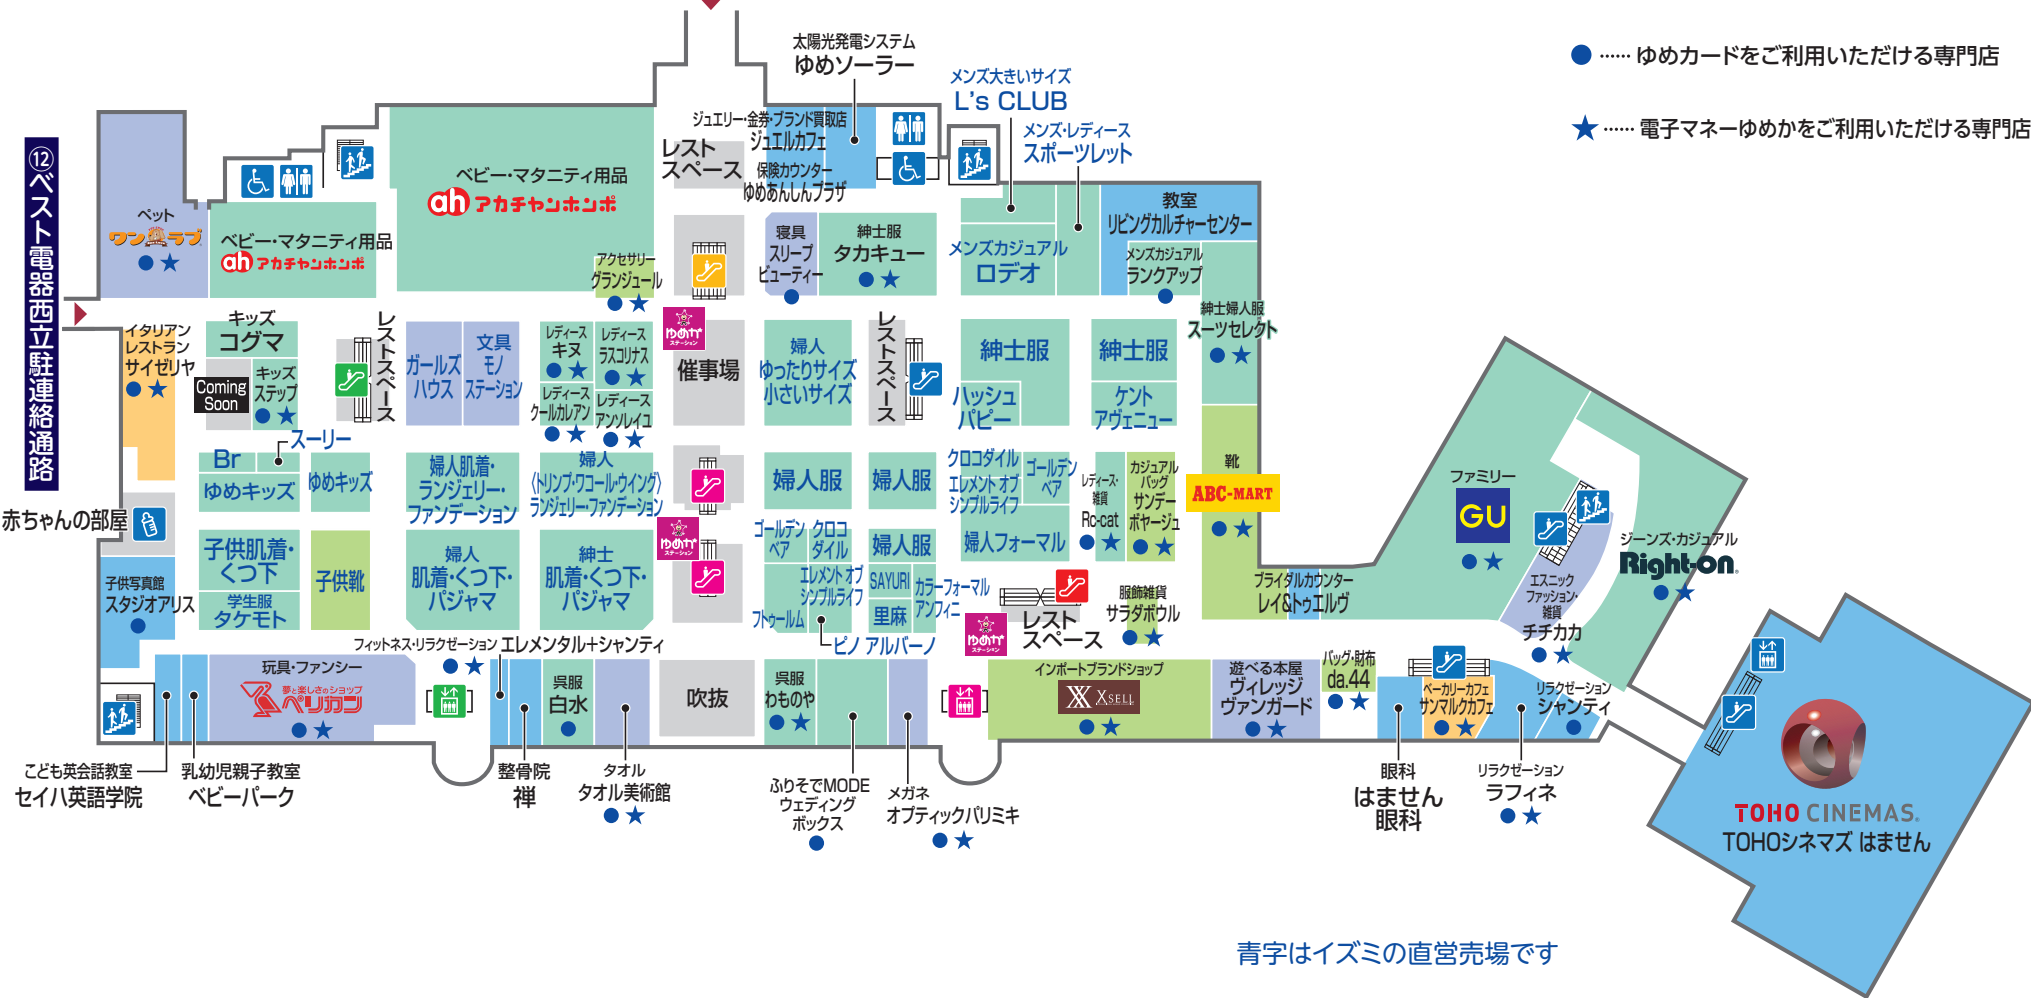 太陽光発電システム
ゆめソーラー
●……ゆめカードをご利用いただける専門店
★……電子マネーゆめかをご利用いただける専門店
メンズ大きいサイズ
L's CLUB
メンズ・レディース
スポーツレット
ジュエリー・金券・ブランド買取店
ジュエルカフェ
保険カウンター
ゆめあんしんプラザ
レスト
スペース
⑫ベスト電器西立駐連絡通路
ベビー・マタニティ用品
ah アカチャンホンポ
ペット
ワンラブ
●★
ベビー・マタニティ用品
ah アカチャンホンポ
アクセサリー
グランジュール
●★
寝具
スリープ
ビューティー
●
紳士服
タカキュー
●★
メンズカジュアル
ロデオ
教室
リビングカルチャーセンター
メンズカジュアル
ランクアップ
●
紳士婦人服
スーツセレクト
●★
イタリアン
レストラン
サイゼリヤ
●★
キッズ
コグマ
Coming
Soon
キッズ
ステップ
●★
レストスペース
ガールズ
ハウス
文具
モノ
ステーション
レディース
キヌ
●★
レディース
ラスコリナス
●★
レディース
クールカレアン
●★
レディース
アンソレイユ
●★
ゆめか
ステーション
催事場
婦人
ゆったりサイズ
小さいサイズ
レストスペース
紳士服
ハッシュ
パピー
紳士服
ケント
アヴェニュー
Br
スーリー
ゆめキッズ
ゆめキッズ
婦人肌着・
ランジェリー・
ファンデーション
婦人
〈トリンプ・ワコール・ウイング〉
ランジェリー・ファンデーション
婦人服
婦人服
クロコダイル
エレメント オブ
シンプルライフ
ゴールデン
ベア
レディース・
雑貨
Rc-cat
●★
カジュアル
バッグ
サンデー
ボヤージュ
●★
靴
ABC-MART
●★
ファミリー
GU
●★
ジーンズ・カジュアル
Right-on
●★
赤ちゃんの部屋
子供肌着・
くつ下
学生服
タケモト
子供靴
婦人
肌着・くつ下・
パジャマ
紳士
肌着・くつ下・
パジャマ
ゆめか
ステーション
ゴールデン
ベア
クロコ
ダイル
エレメント オブ
シンプルライフ
フトゥールム
ピノ アルバーノ
婦人服
SAYURI
里麻
カラーフォーマル
アンフィニ
婦人フォーマル
ゆめか
ステーション
レスト
スペース
服飾雑貨
サラダボウル
●★
ブライダルカウンター
レイ&トゥエルヴ
エスニック
ファッション・
雑貨
チチカカ
●★
子供写真館
スタジオアリス
●
玩具・ファンシー
夢と楽しさのショップ
ペリカン
●★
フィットネス・リラクゼーション エレメンタル+シャンティ
●★
呉服
白水
●
吹抜
呉服
わものや
●★
インポートブランドショップ
XSELL
●★
遊べる本屋
ヴィレッジ
ヴァンガード
●★
バッグ・財布
da.44
●★
ベーカリーカフェ
サンマルクカフェ
●★
リラクゼーション
シャンティ
●
こども英会話教室
セイハ英語学院
乳幼児親子教室
ベビーパーク
整骨院
禅
タオル
タオル美術館
●★
ふりそでMODE
ウェディング
ボックス
●
メガネ
オプティックパリミキ
●★
眼科
はません
眼科
リラクゼーション
ラフィネ
●★
TOHO CINEMAS
TOHOシネマズ はません
青字はイズミの直営売場です